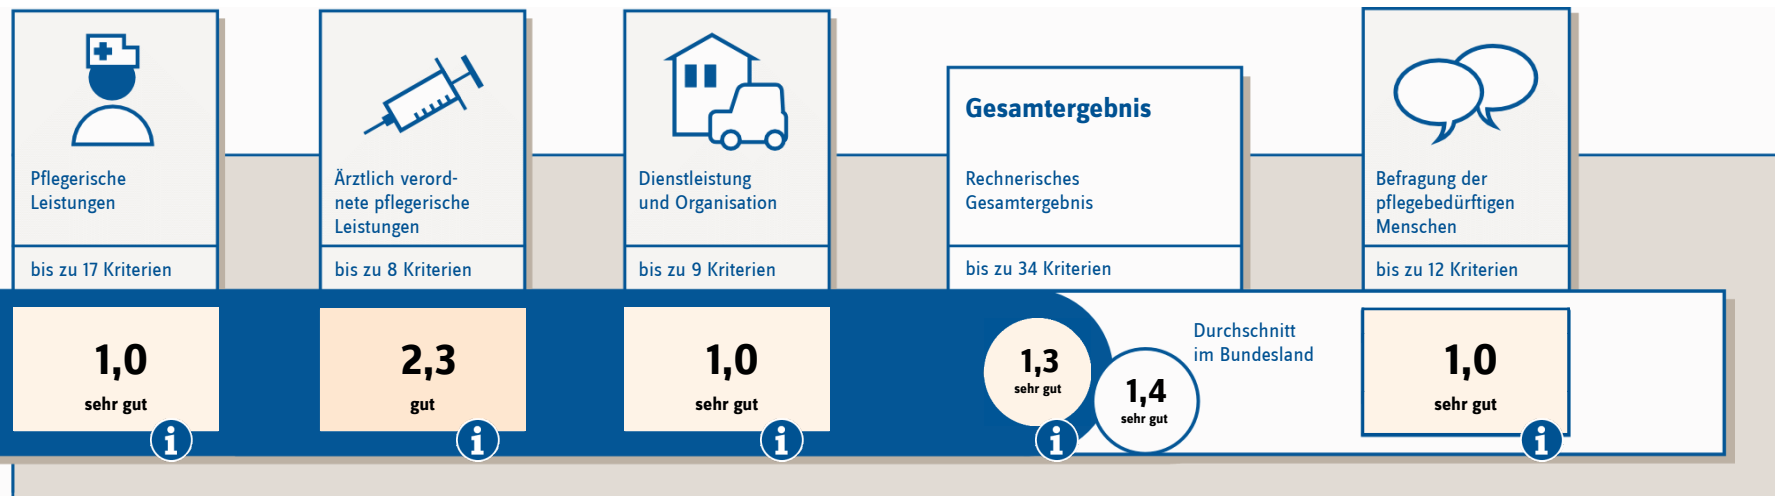 Pflegerische
Leistungen
bis zu 17 Kriterien
1,0
sehr gut
i
Ärztlich verord-
nete pflegerische
Leistungen
bis zu 8 Kriterien
2,3
gut
i
Dienstleistung
und Organisation
bis zu 9 Kriterien
1,0
sehr gut
i
Gesamtergebnis
Rechnerisches
Gesamtergebnis
bis zu 34 Kriterien
1,3
sehr gut
i
1,4
sehr gut
Durchschnitt
im Bundesland
Befragung der
pflegebedürftigen
Menschen
bis zu 12 Kriterien
1,0
sehr gut
i